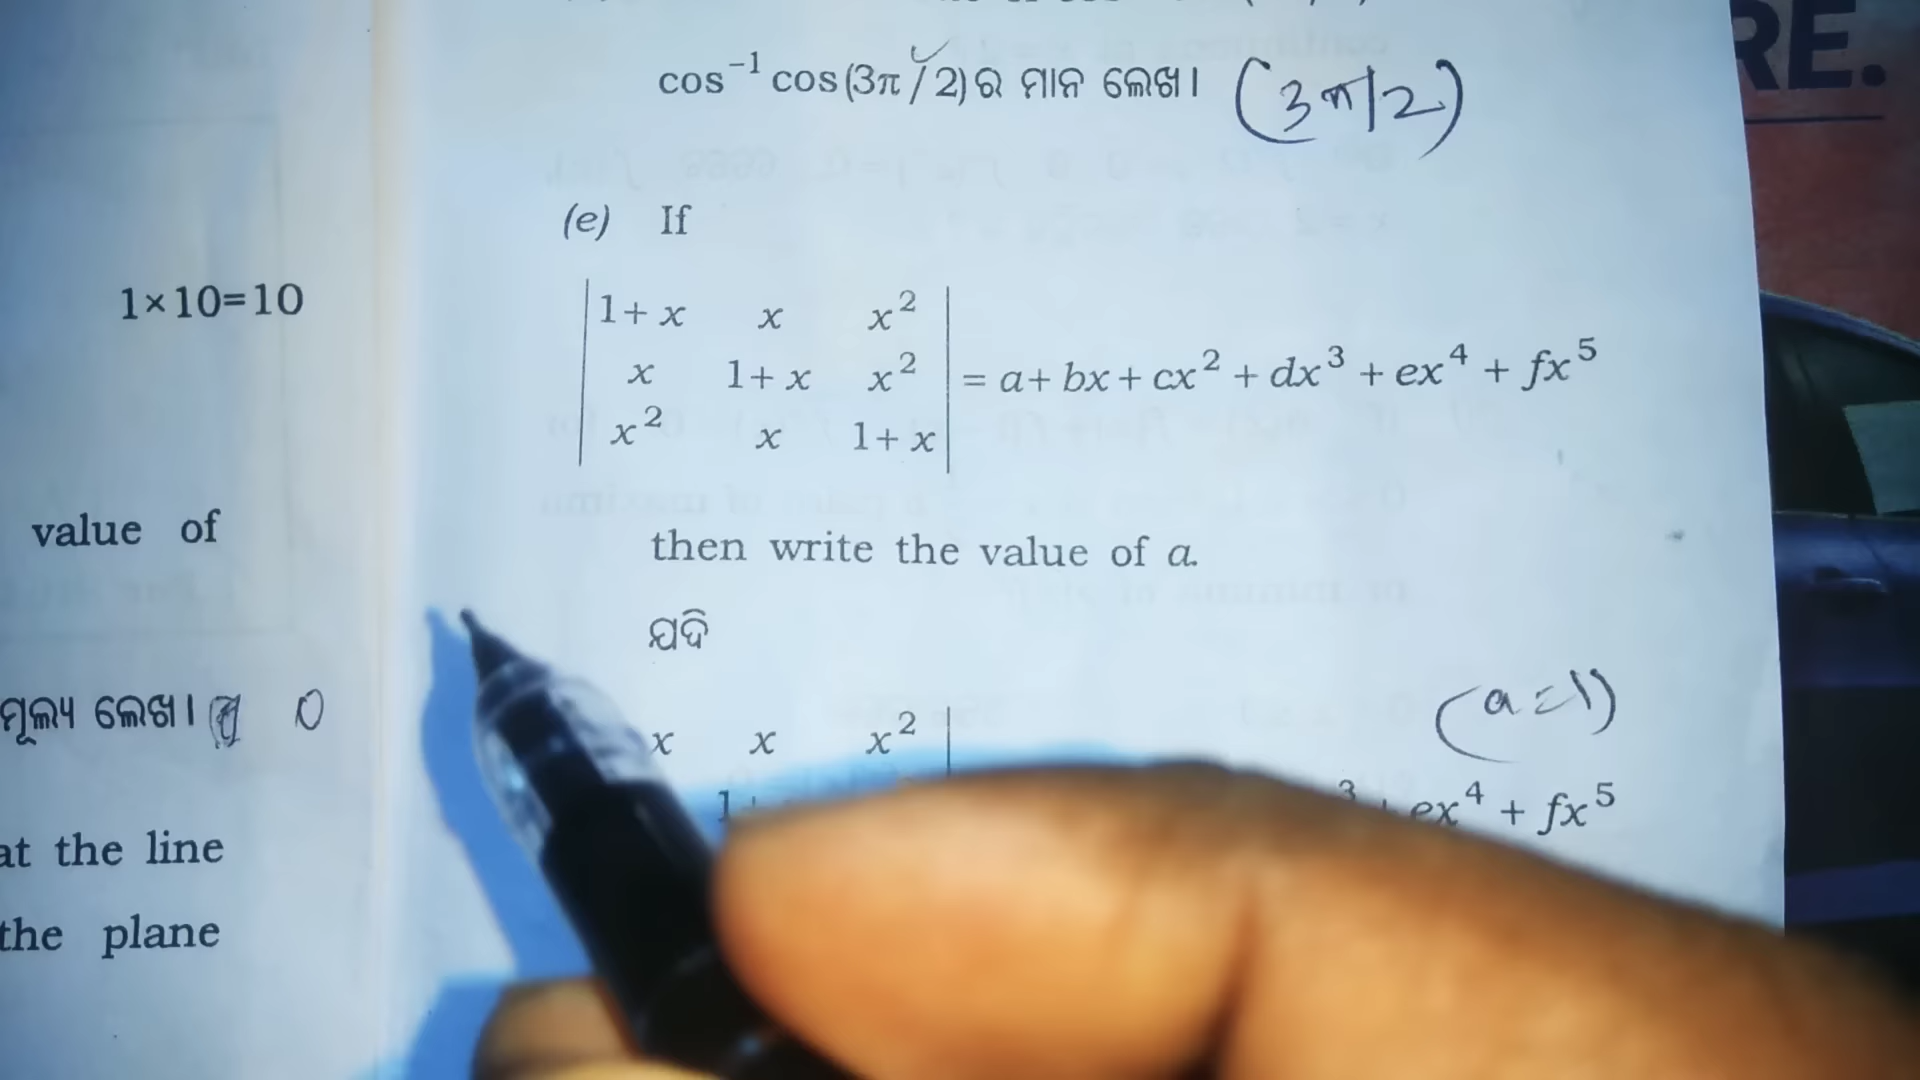 1×10=10
value of
ମୂଲ୍ୟ ଲେଖ। 0
at the line
the plane
cos⁻¹ cos(3π/2)ର ମାନ ଲେଖ। (3π/2)
(e) If
|1+x x x²|
|x 1+x x²| = a+bx+cx²+dx³+ex⁴+fx⁵
|x² x 1+x|
then write the value of a.
ଯଦି
(a=1)
x x x²
1+ ³+ex⁴+fx⁵
RE.